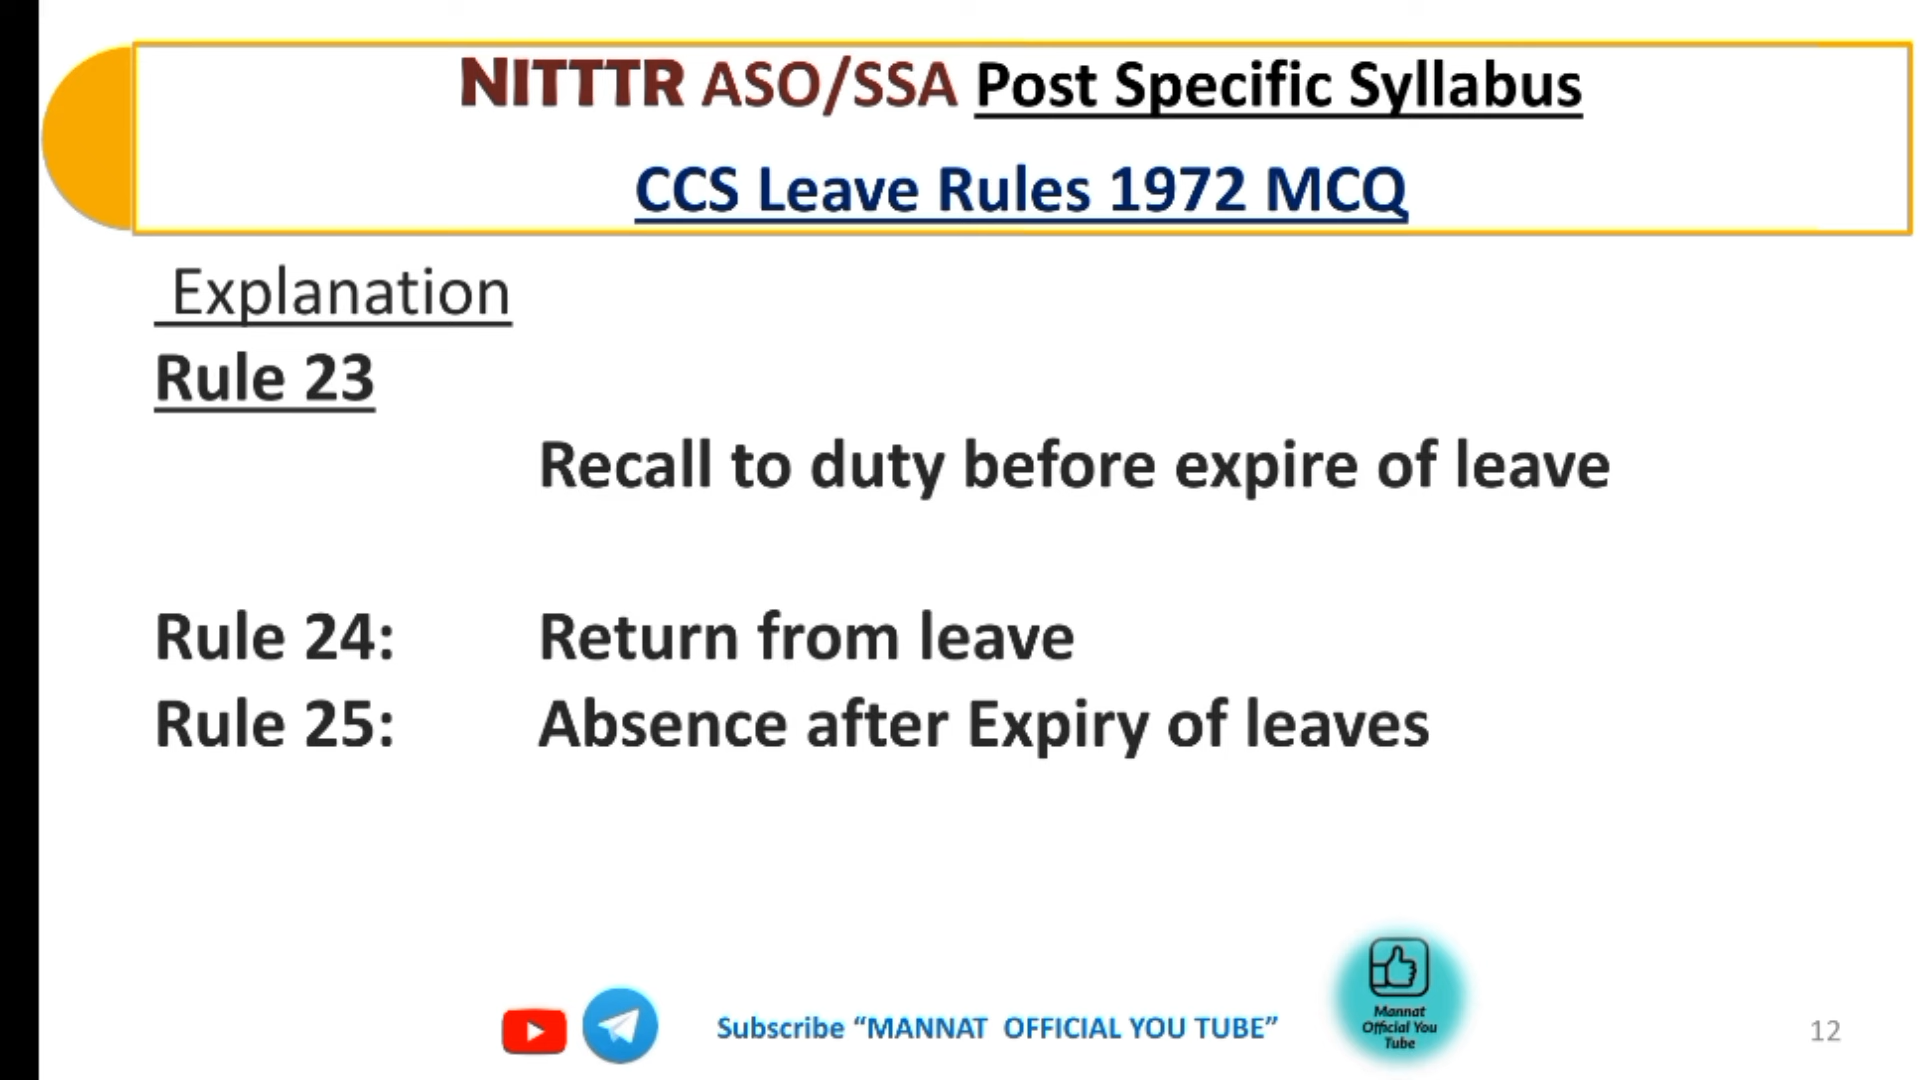 NITTTR ASO/SSA Post Specific Syllabus
CCS Leave Rules 1972 MCQ
Explanation
Rule 23
Recall to duty before expire of leave
Rule 24: Return from leave
Rule 25: Absence after Expiry of leaves
Subscribe “MANNAT OFFICIAL YOU TUBE”
Mannat
Official You
Tube
12